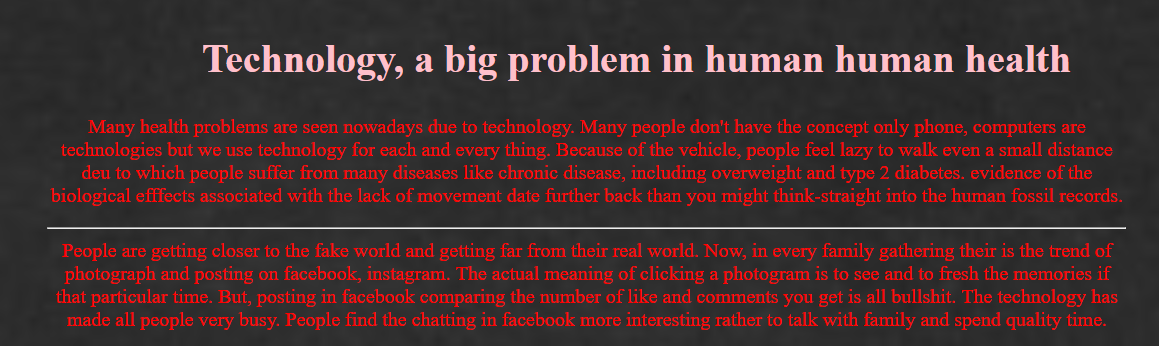 Technology, a big problem in human human health
Many health problems are seen nowadays due to technology. Many people don't have the concept only phone, computers are
technologies but we use technology for each and every thing. Because of the vehicle, people feel lazy to walk even a small distance
deu to which people suffer from many diseases like chronic disease, including overweight and type 2 diabetes. evidence of the
biological efffects associated with the lack of movement date further back than you might think-straight into the human fossil records.
People are getting closer to the fake world and getting far from their real world. Now, in every family gathering their is the trend of
photograph and posting on facebook, instagram. The actual meaning of clicking a photogram is to see and to fresh the memories if
that particular time. But, posting in facebook comparing the number of like and comments you get is all bullshit. The technology has
made all people very busy. People find the chatting in facebook more interesting rather to talk with family and spend quality time.